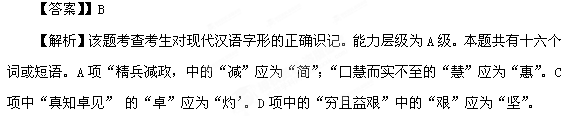 【答案】】B
【解析】该题考查考生对现代汉语字形的正确识记。能力层级为 A 级。本题共有十六个
词或短语。A 项“精兵减政，中的“减”应为“简”；“口慧而实不至的“慧”应为“惠”。C
项中“真知卓见” 的“卓”应为“灼’。D 项中的“穷且益艰”中的“艰”应为“坚”。